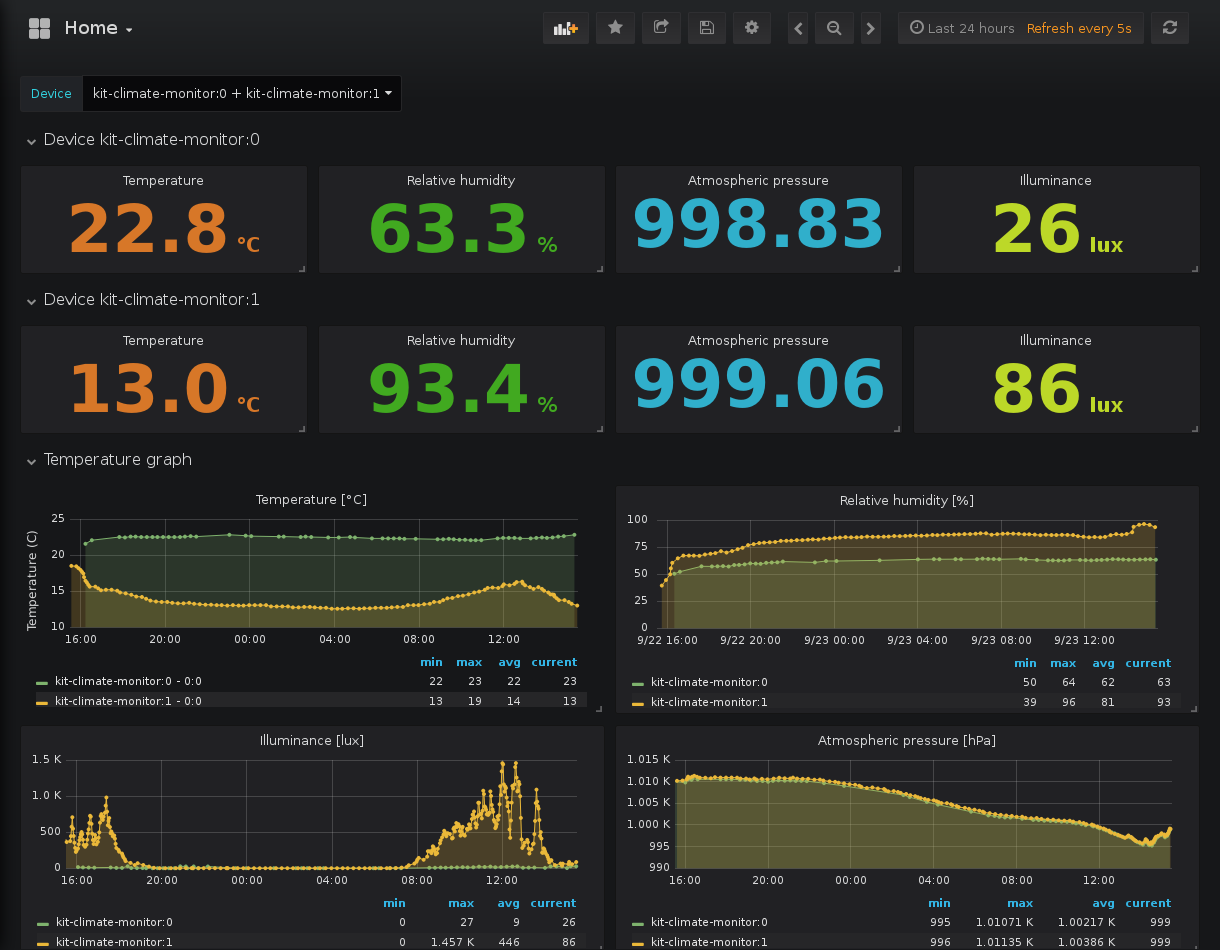 Home
Last 24 hours Refresh every 5s
Device kit-climate-monitor:0 + kit-climate-monitor:1
Device kit-climate-monitor:0
Temperature Relative humidity Atmospheric pressure Illuminance
22.8 °C 63.3 % 998.83 26 lux
Device kit-climate-monitor:1
Temperature Relative humidity Atmospheric pressure Illuminance
13.0 °C 93.4 % 999.06 86 lux
Temperature graph
Temperature [°C]
Temperature (C)
25
20
15
10
16:00 20:00 00:00 04:00 08:00 12:00
min max avg current
kit-climate-monitor:0 - 0:0 22 23 22 23
kit-climate-monitor:1 - 0:0 13 19 14 13
Relative humidity [%]
100
75
50
25
0
9/22 16:00 9/22 20:00 9/23 00:00 9/23 04:00 9/23 08:00 9/23 12:00
min max avg current
kit-climate-monitor:0 50 64 62 63
kit-climate-monitor:1 39 96 81 93
Illuminance [lux]
1.5 K
1.0 K
500
0
16:00 20:00 00:00 04:00 08:00 12:00
min max avg current
kit-climate-monitor:0 0 27 9 26
kit-climate-monitor:1 0 1.457 K 446 86
Atmospheric pressure [hPa]
1.015 K
1.010 K
1.005 K
1.000 K
995
990
16:00 20:00 00:00 04:00 08:00 12:00
min max avg current
kit-climate-monitor:0 995 1.01071 K 1.00217 K 999
kit-climate-monitor:1 996 1.01135 K 1.00386 K 999